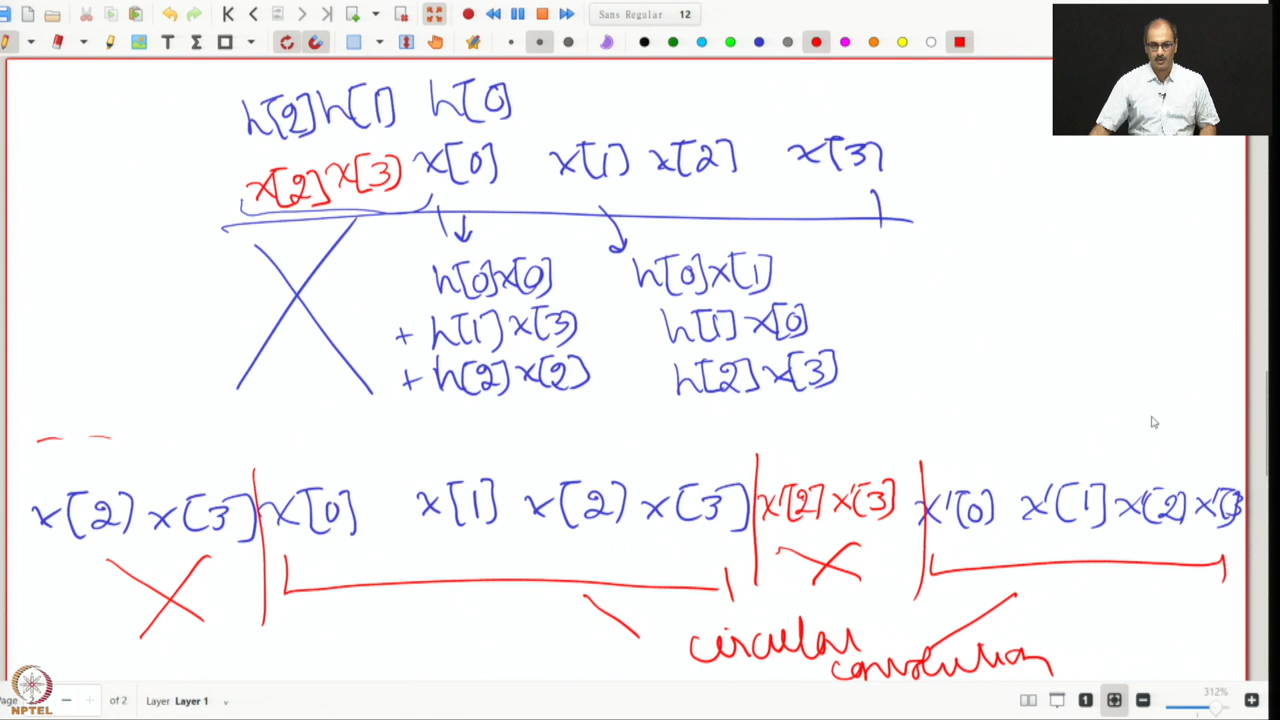 Sans Regular 12
h[2] h[1] h[0]
x[2] x[3] x[0] x[1] x[2] x[3]
h[0]x[0] h[0]x[1]
+ h[1]x[3] h[1]x[0]
+ h[2]x[2] h[2]x[3]
x[2] x[3] x[0] x[1] x[2] x[3] x'[2] x'[3] x'[0] x'[1] x'[2] x'[3]
circular
convolution
NPTEL
Page of 2 Layer Layer 1 1 312%